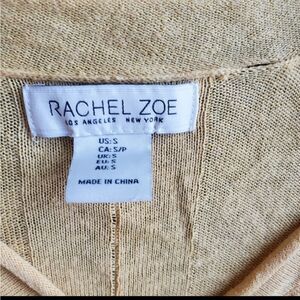 RACHEL ZOE
LOS ANGELES NEW YORK
US: S
CA: S/P
UK: S
EU: S
AU: S
MADE IN CHINA